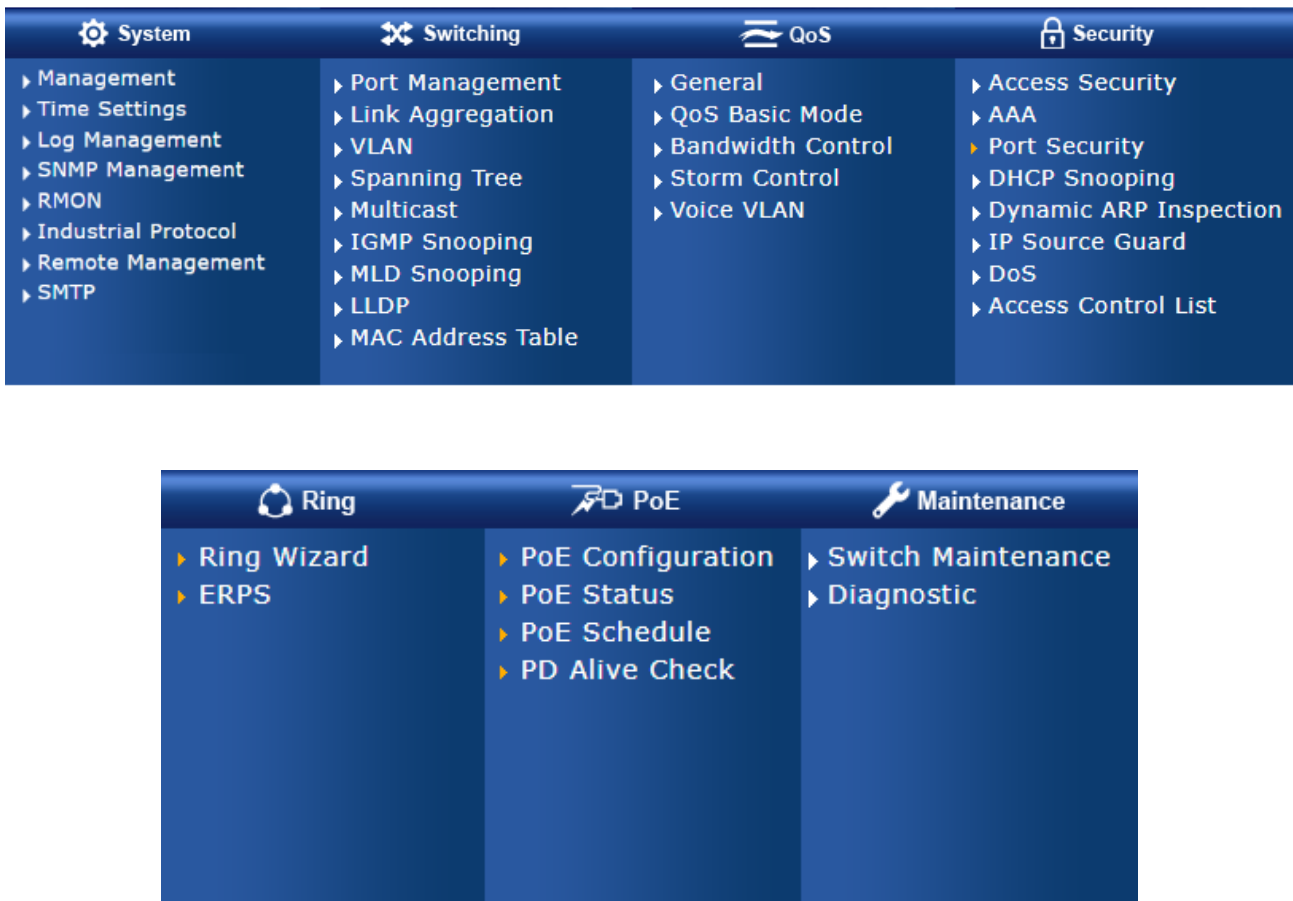 System
Management
Time Settings
Log Management
SNMP Management
RMON
Industrial Protocol
Remote Management
SMTP
Switching
Port Management
Link Aggregation
VLAN
Spanning Tree
Multicast
IGMP Snooping
MLD Snooping
LLDP
MAC Address Table
QoS
General
QoS Basic Mode
Bandwidth Control
Storm Control
Voice VLAN
Security
Access Security
AAA
Port Security
DHCP Snooping
Dynamic ARP Inspection
IP Source Guard
DoS
Access Control List
Ring
Ring Wizard
ERPS
PoE
PoE Configuration
PoE Status
PoE Schedule
PD Alive Check
Maintenance
Switch Maintenance
Diagnostic